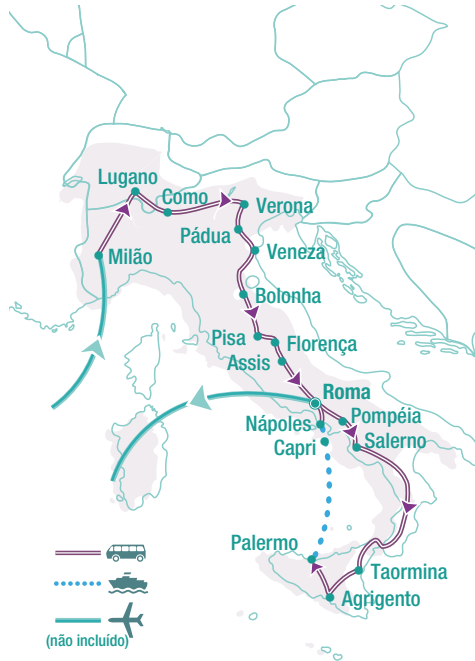 Lugano
Como
Verona
Pádua
Veneza
Milão
Bolonha
Pisa
Florença
Assis
Roma
Nápoles
Pompéia
Capri
Salerno
Palermo
Taormina
Agrigento
(não incluído)